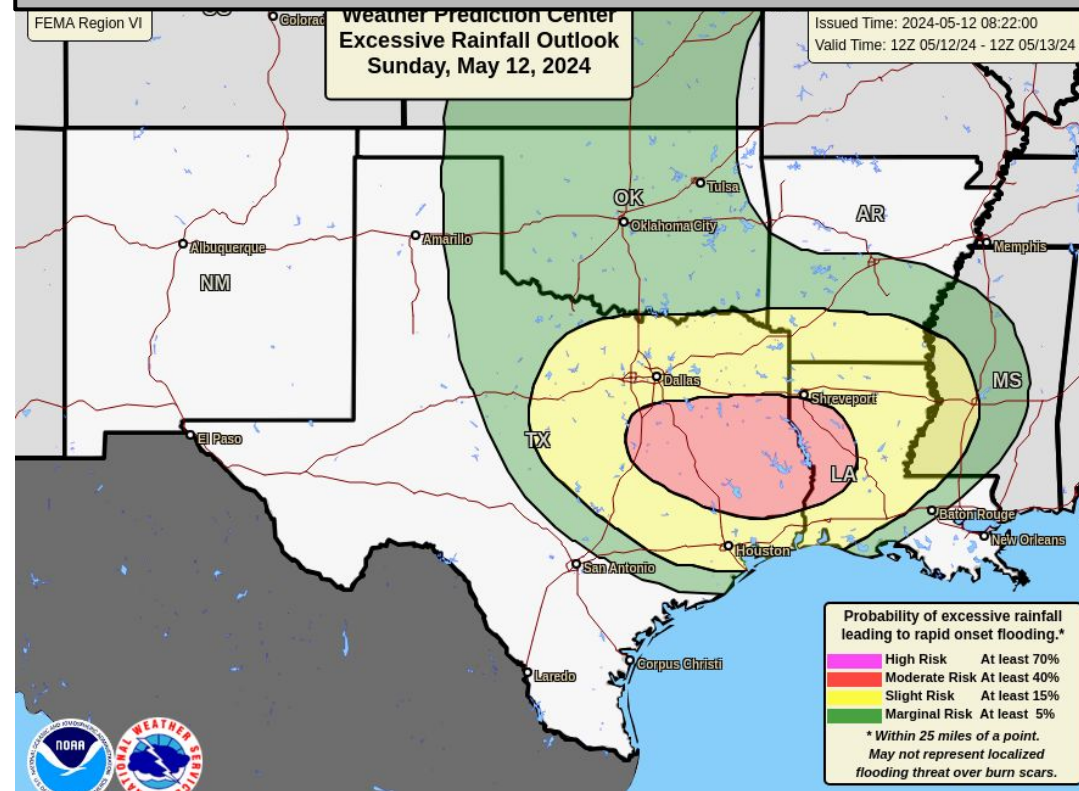 FEMA Region VI
Weather Prediction Center
Excessive Rainfall Outlook
Sunday, May 12, 2024
Issued Time: 2024-05-12 08:22:00
Valid Time: 12Z 05/12/24 - 12Z 05/13/24
Colorad
Tulsa
OK
Oklahoma City
AR
Memphis
Amarillo
Albuquerque
NM
Dallas
MS
Shreveport
El Paso
TX
LA
Baton Rouge
New Orleans
Houston
San Antonio
Corpus Christi
Laredo
Probability of excessive rainfall
leading to rapid onset flooding.*
High Risk At least 70%
Moderate Risk At least 40%
Slight Risk At least 15%
Marginal Risk At least 5%
* Within 25 miles of a point.
May not represent localized
flooding threat over burn scars.
NOAA